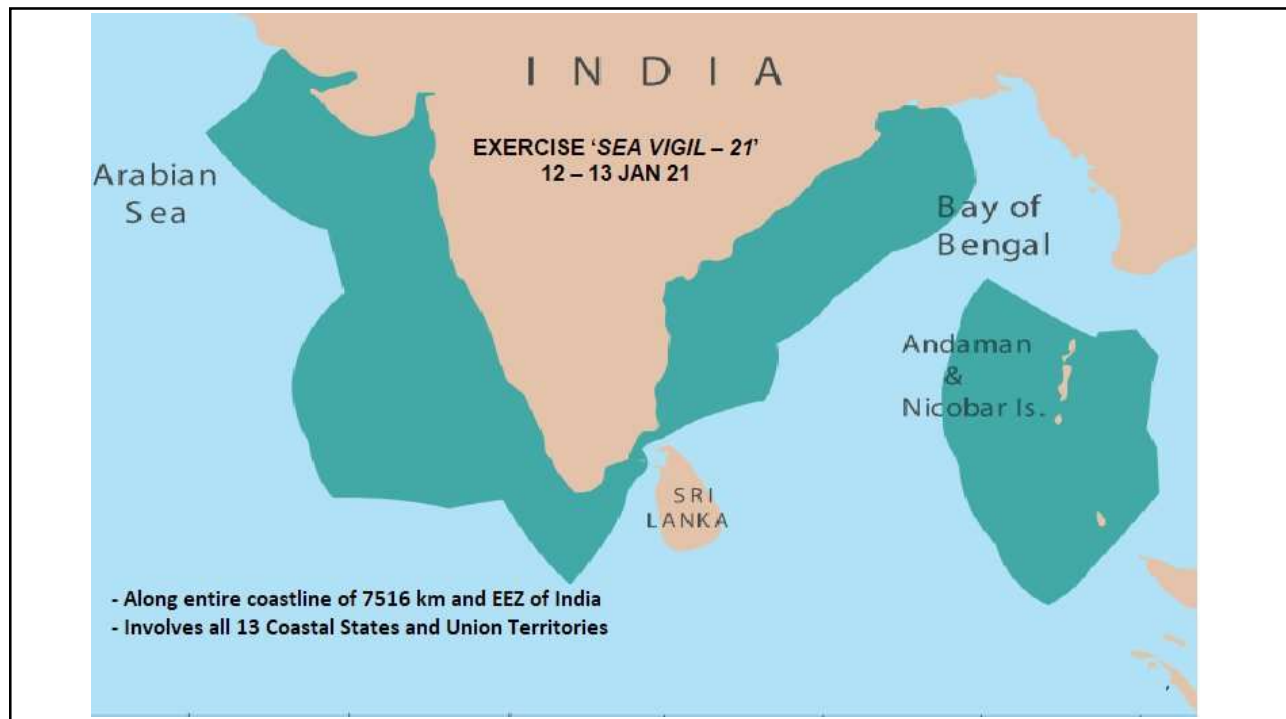 INDIA
EXERCISE ‘SEA VIGIL – 21’
12 – 13 JAN 21
Arabian
Sea
Bay of
Bengal
Andaman
&
Nicobar Is.
SRI
LANKA
- Along entire coastline of 7516 km and EEZ of India
- Involves all 13 Coastal States and Union Territories